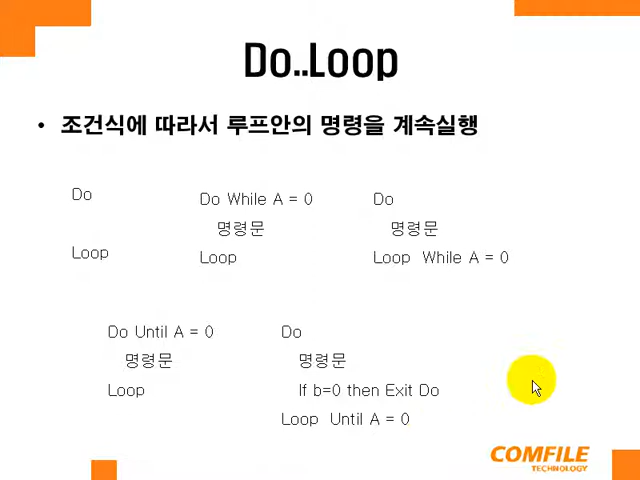 Do..Loop
• 조건식에 따라서 루프안의 명령을 계속실행
Do
Loop
Do While A = 0
명령문
Loop
Do
명령문
Loop While A = 0
Do Until A = 0
명령문
Loop
Do
명령문
If b=0 then Exit Do
Loop Until A = 0
COMFILE
TECHNOLOGY